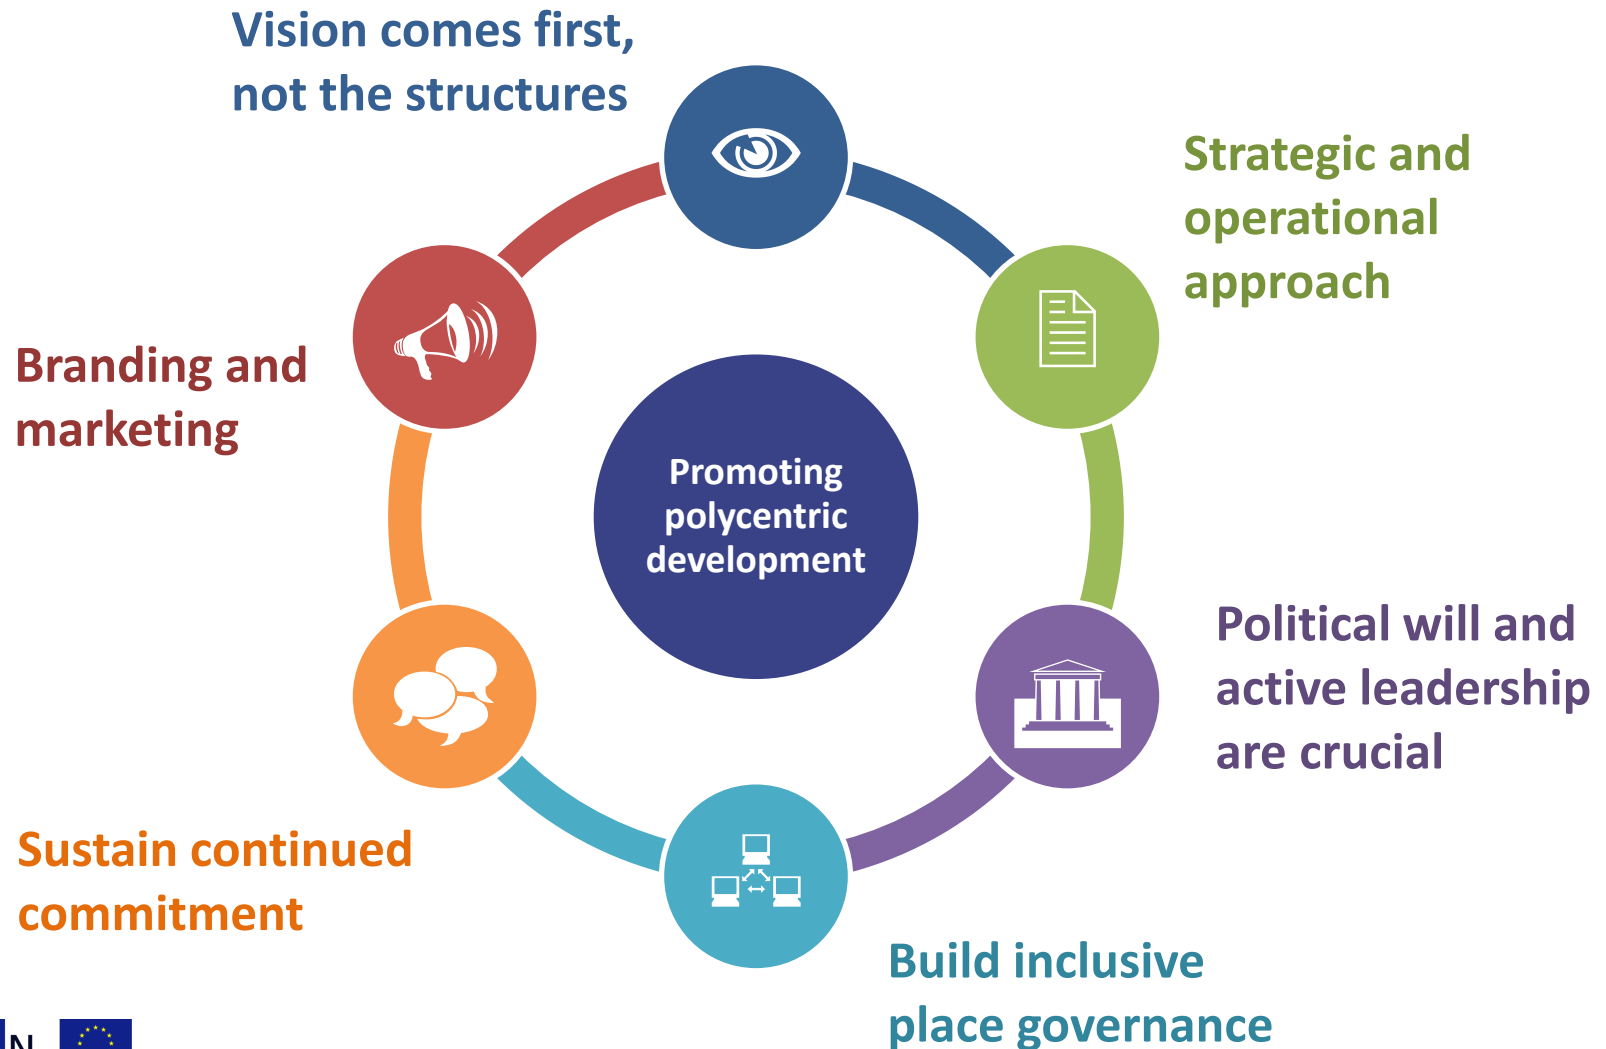 Vision comes first,
not the structures
Strategic and
operational
approach
Branding and
marketing
Promoting
polycentric
development
Political will and
active leadership
are crucial
Sustain continued
commitment
Build inclusive
place governance